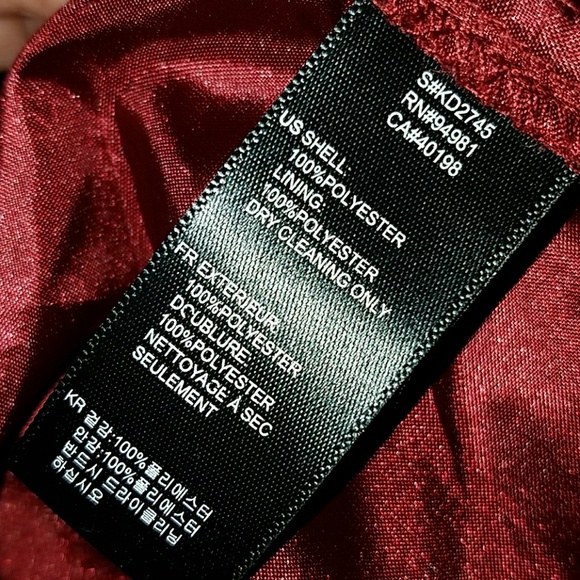 S#KD2745
RN#94981
CA#40198
US SHELL
100%POLYESTER
LINING
100%POLYESTER
DRY CLEANING ONLY
FR EXTERIEUR
100%POLYESTER
DOUBLURE
100%POLYESTER
NETTOYAGE À SEC
SEULEMENT
KR 겉감:100%폴리에스터
안감:100%폴리에스터
반드시 드라이클리닝
하십시오